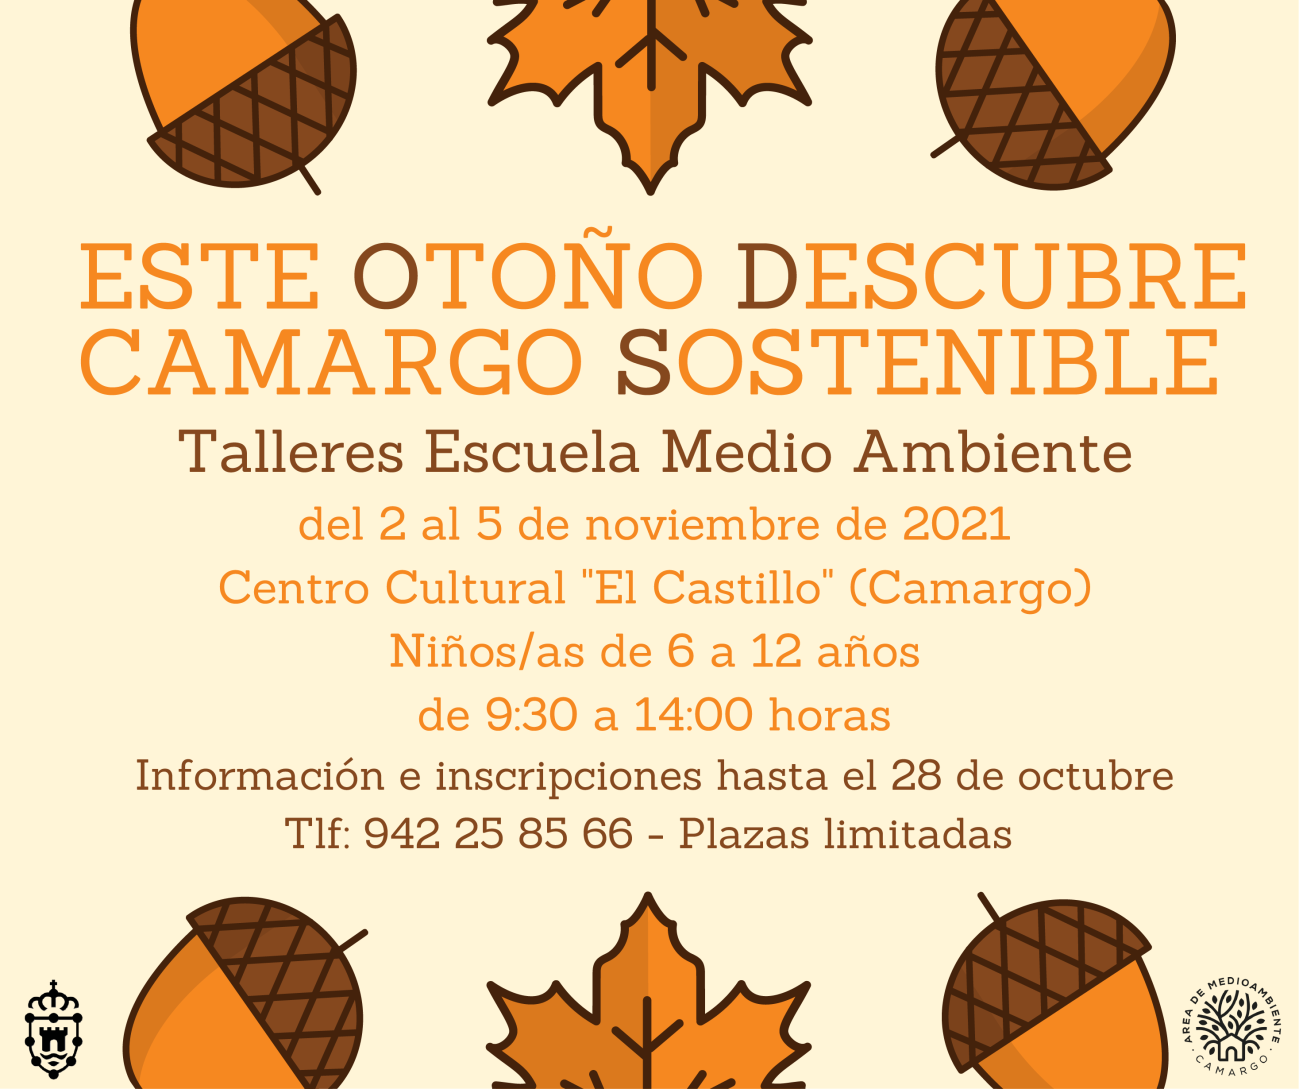 ESTE OTOÑO DESCUBRE
CAMARGO SOSTENIBLE
Talleres Escuela Medio Ambiente
del 2 al 5 de noviembre de 2021
Centro Cultural "El Castillo" (Camargo)
Niños/as de 6 a 12 años
de 9:30 a 14:00 horas
Información e inscripciones hasta el 28 de octubre
Tlf: 942 25 85 66 - Plazas limitadas
AREA DE MEDIOAMBIENTE
· CAMARGO ·